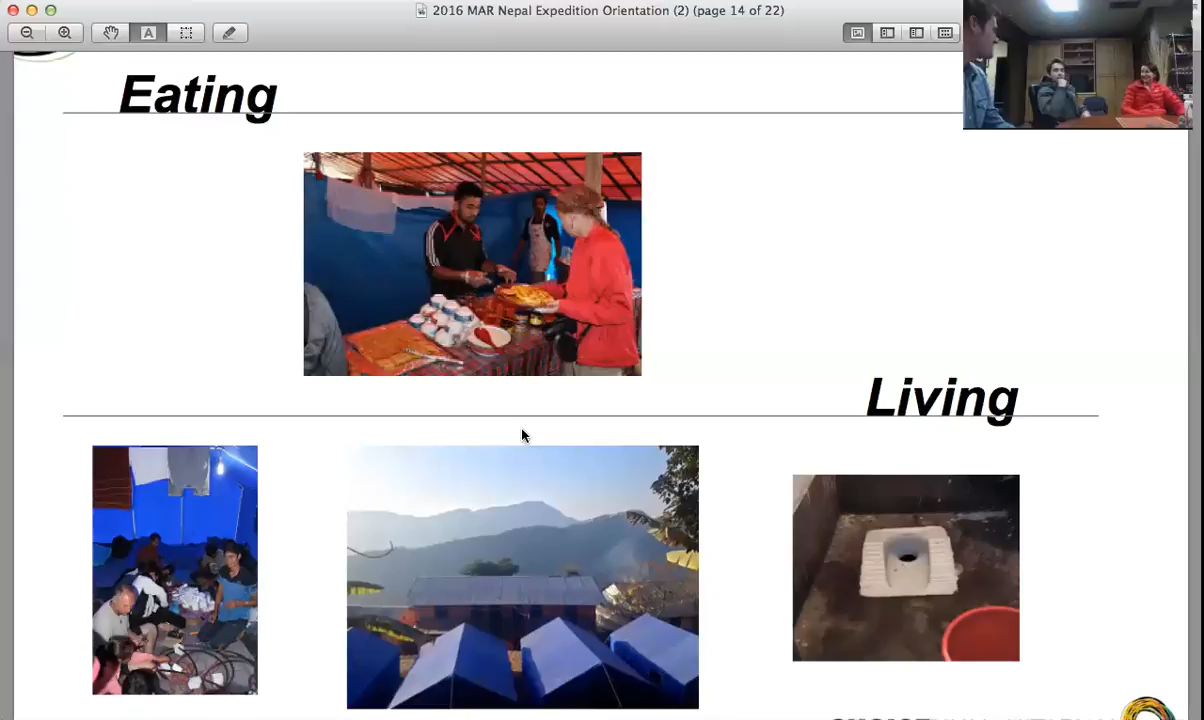 2016 MAR Nepal Expedition Orientation (2) (page 14 of 22)
A
Eating
Living